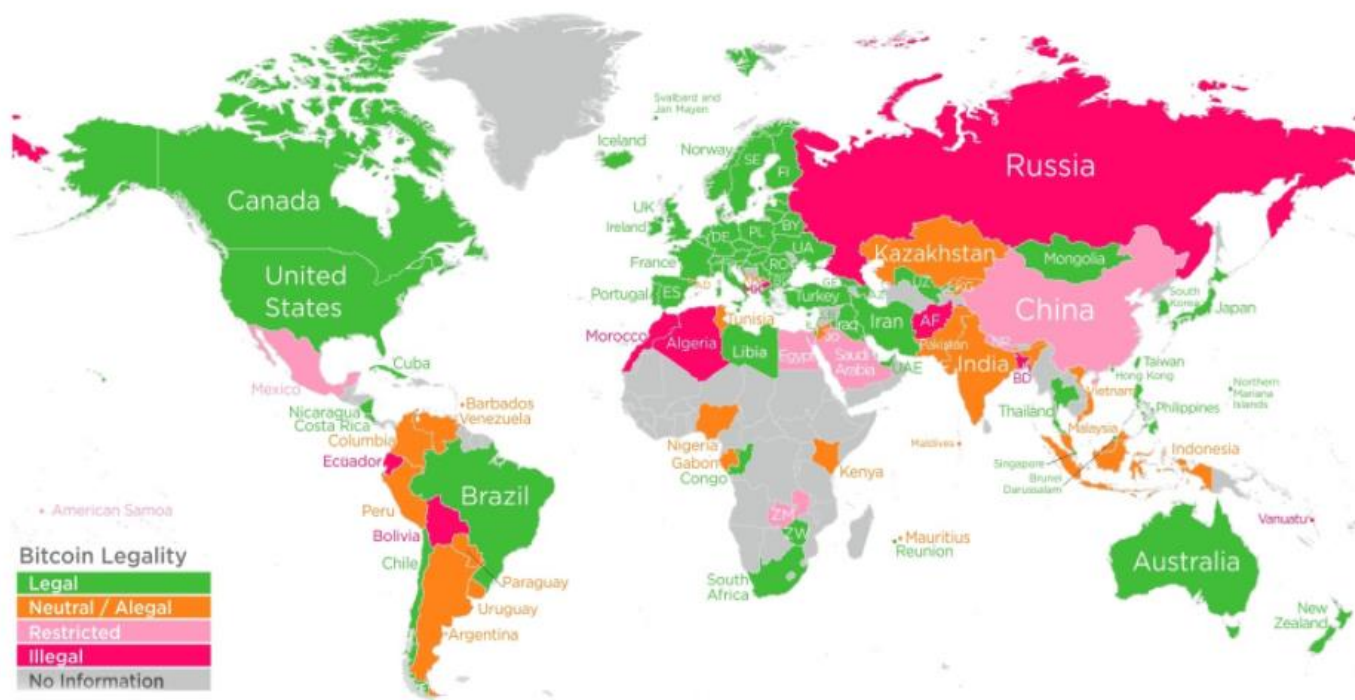 Svalbard and
Jan Mayen
Iceland
Norway
SE
FI
Russia
Canada
UK
Ireland
DE
PL
BY
UA
RO
France
Kazakhstan
Mongolia
United
States
Portugal
ES
Turkey
GE
AZ
UZ
South
Korea
Japan
China
Morocco
Algeria
Tunisia
Libia
Egypt
Iraq
Iran
AF
JO
Saudi
Arabia
UAE
Pakistan
India
NP
BD
Taiwan
Hong Kong
Mexico
Cuba
Nicaragua
Costa Rica
Barbados
Venezuela
Columbia
Ecuador
Brazil
Nigeria
Gabon
Congo
Kenya
Maldives
Thailand
Vietnam
Philippines
Northern
Mariana
Islands
Malaysia
Indonesia
Singapore
Brunei
Darussalam
American Samoa
Peru
Bolivia
Chile
Paraguay
Uruguay
Argentina
ZM
ZW
Mauritius
Reunion
South
Africa
Vanuatu
Australia
New
Zealand
Bitcoin Legality
Legal
Neutral / Alegal
Restricted
Illegal
No Information